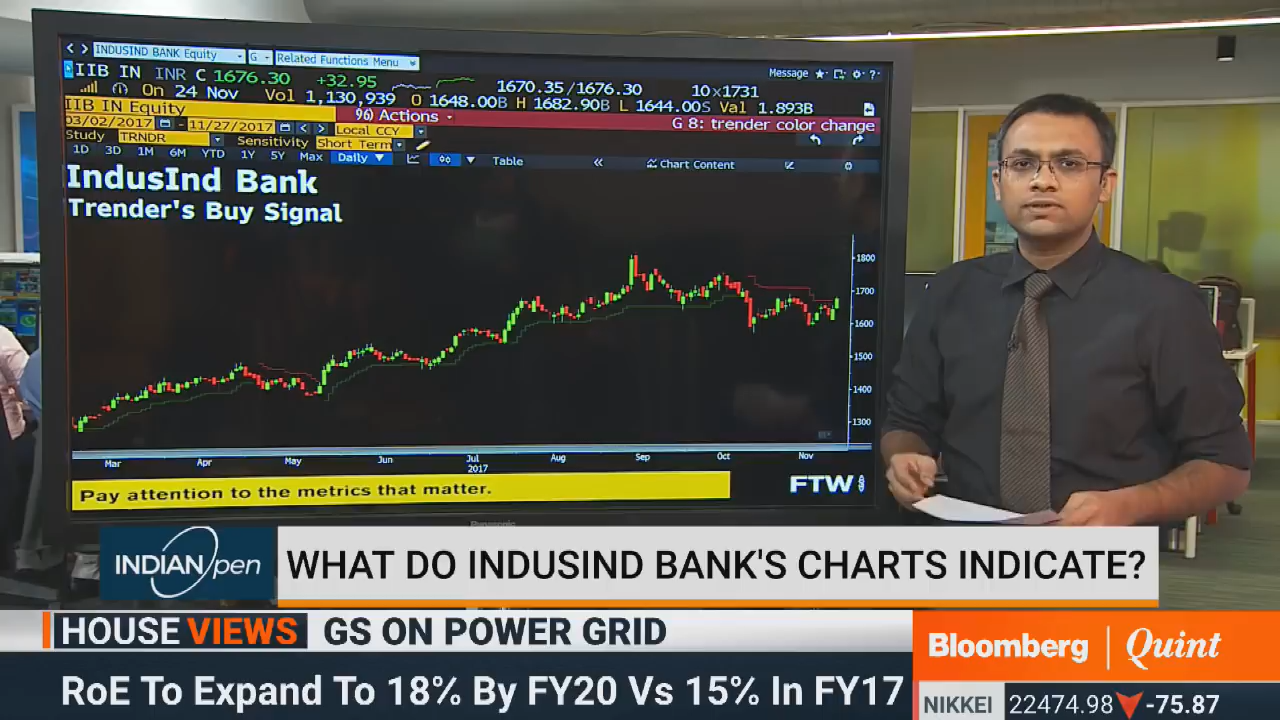 INDUSIND BANK Equity G Related Functions Menu
Message
IIB IN INR C 1676.30 +32.95 1670.35/1676.30 10x1731
On 24 Nov Vol 1,130,939 O 1648.00B H 1682.90B L 1644.00S Val 1.893B
IIB IN Equity 96) Actions G 8: trender color change
03/02/2017 - 11/27/2017 Local CCY
Study TRNDR Sensitivity Short Term
1D 3D 1M 6M YTD 1Y 5Y Max Daily Table « Chart Content
IndusInd Bank
Trender's Buy Signal
1800
1700
1600
1500
1400
1300
Mar Apr May Jun Jul Aug Sep Oct Nov
2017
Pay attention to the metrics that matter.
FTW
Panasonic
INDIAN open
WHAT DO INDUSIND BANK'S CHARTS INDICATE?
HOUSE VIEWS GS ON POWER GRID
RoE To Expand To 18% By FY20 Vs 15% In FY17
Bloomberg | Quint
NIKKEI 22474.98 -75.87